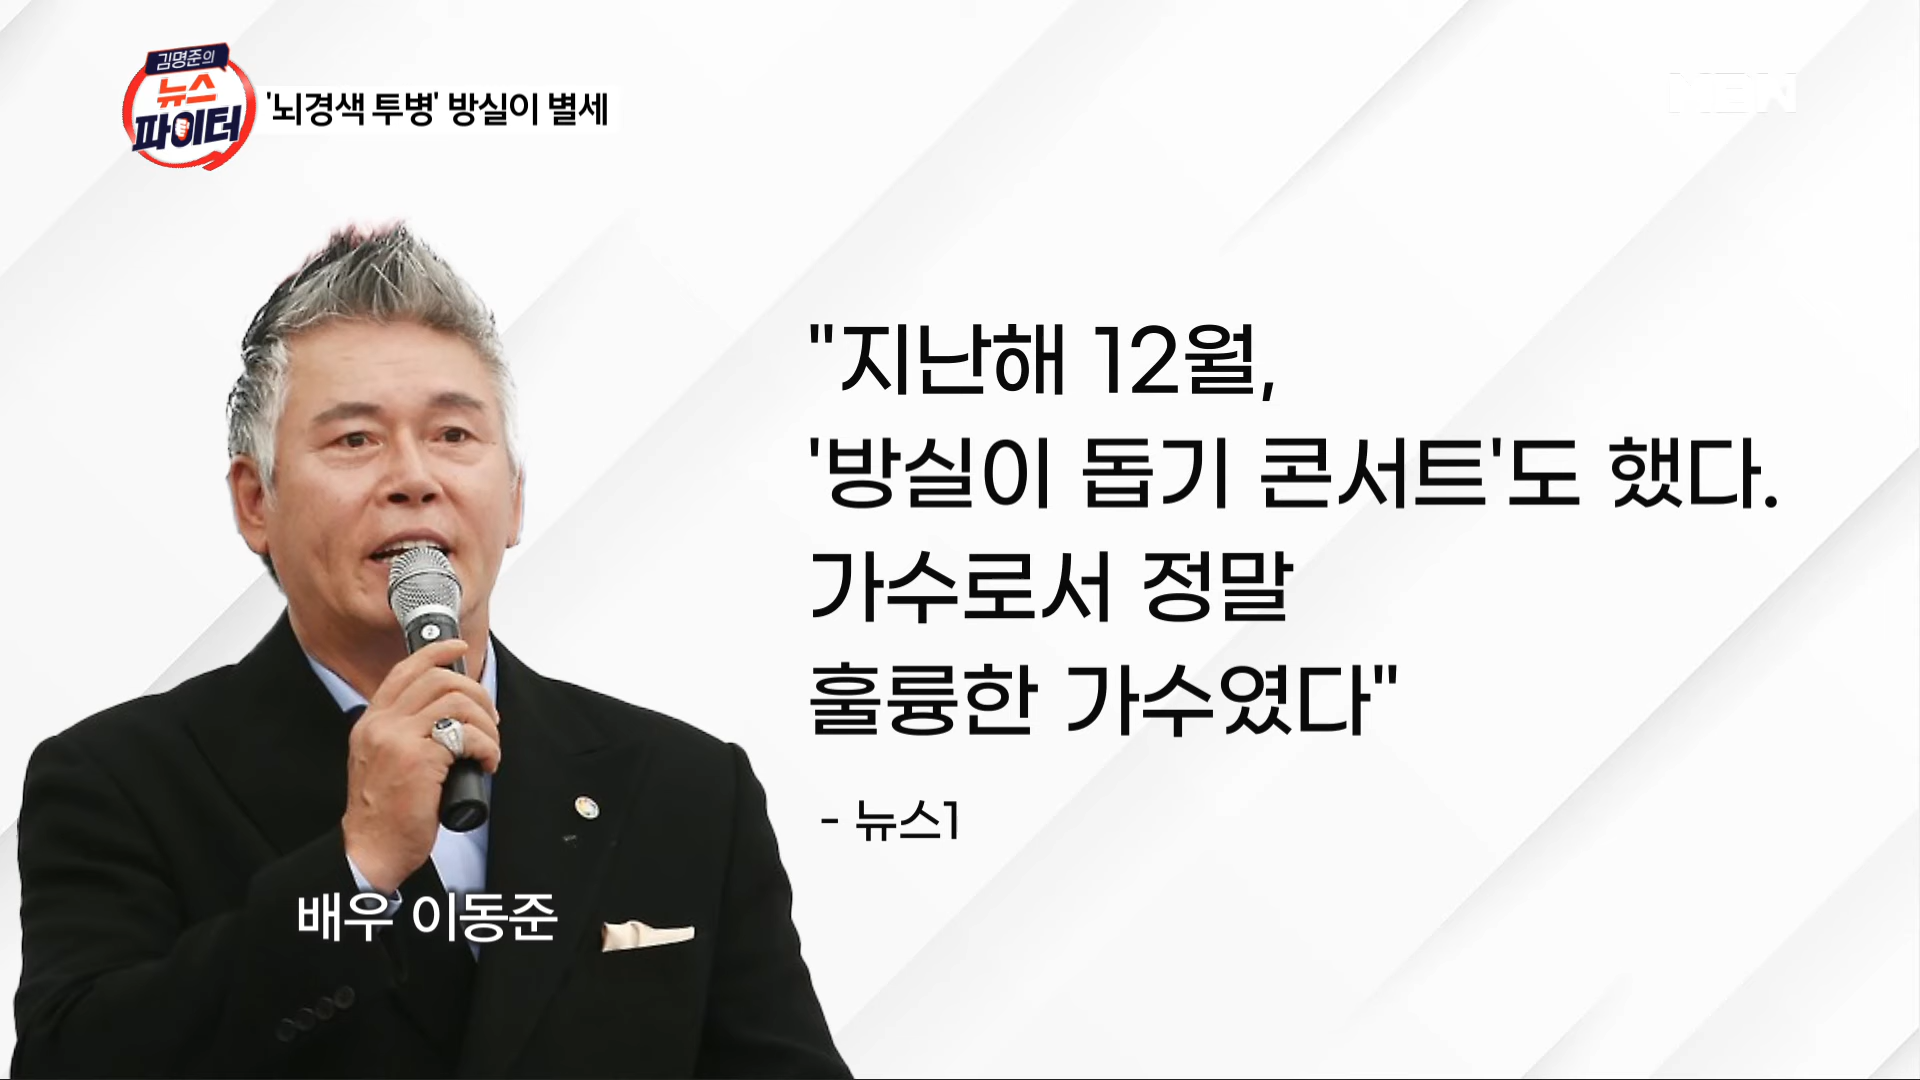 김명준의
뉴스
파이터
'뇌경색 투병' 방실이 별세
MBN
"지난해 12월,
'방실이 돕기 콘서트'도 했다.
가수로서 정말
훌륭한 가수였다"
- 뉴스1
배우 이동준